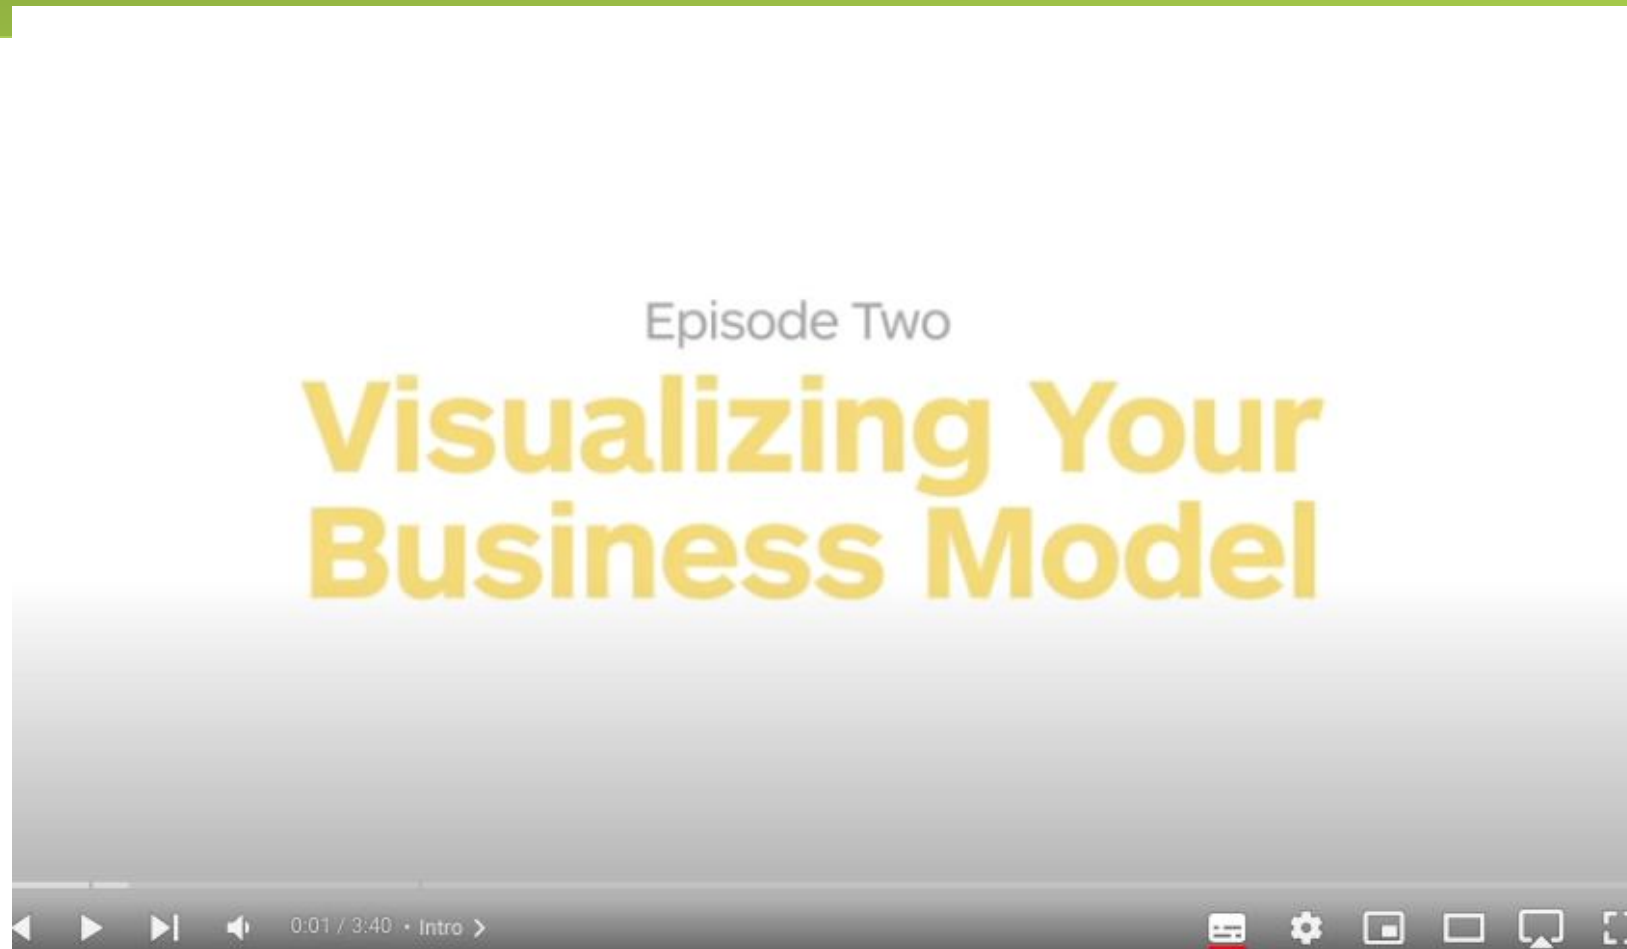 Episode Two
Visualizing Your
Business Model
0:01 / 3:40 • Intro